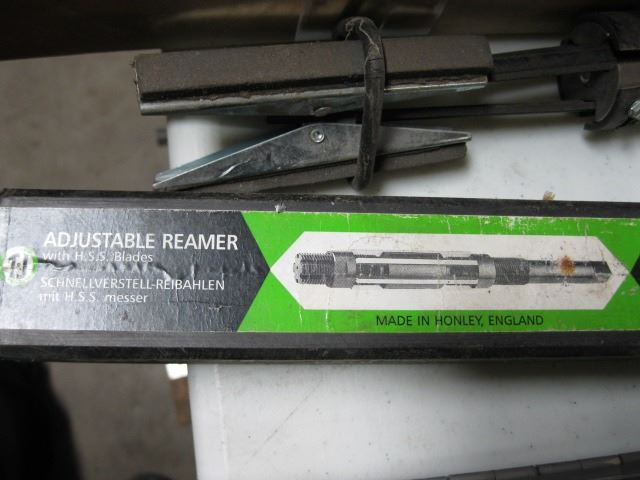 ADJUSTABLE REAMER
with H.S.S. Blades
SCHNELLVERSTELL-REIBAHLEN
mit H.S.S. messer
MADE IN HONLEY, ENGLAND